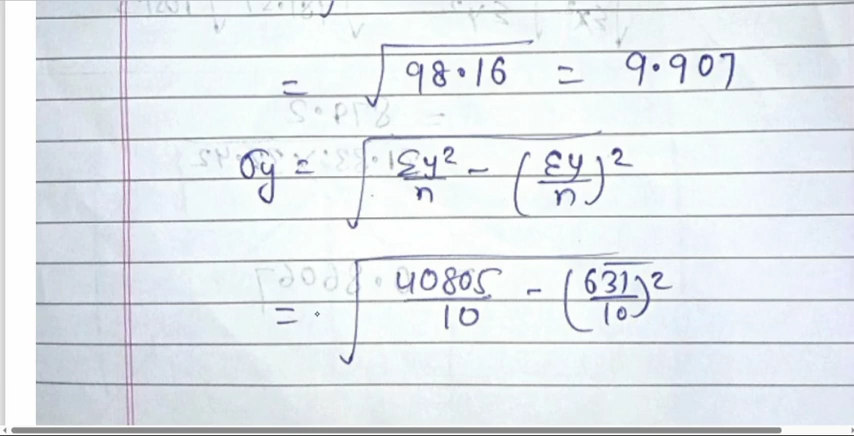 = √98.16 = 9.907
σy = √(Σy²/n - (Σy/n)²)
= . √(40805/10 - (631/10)²)